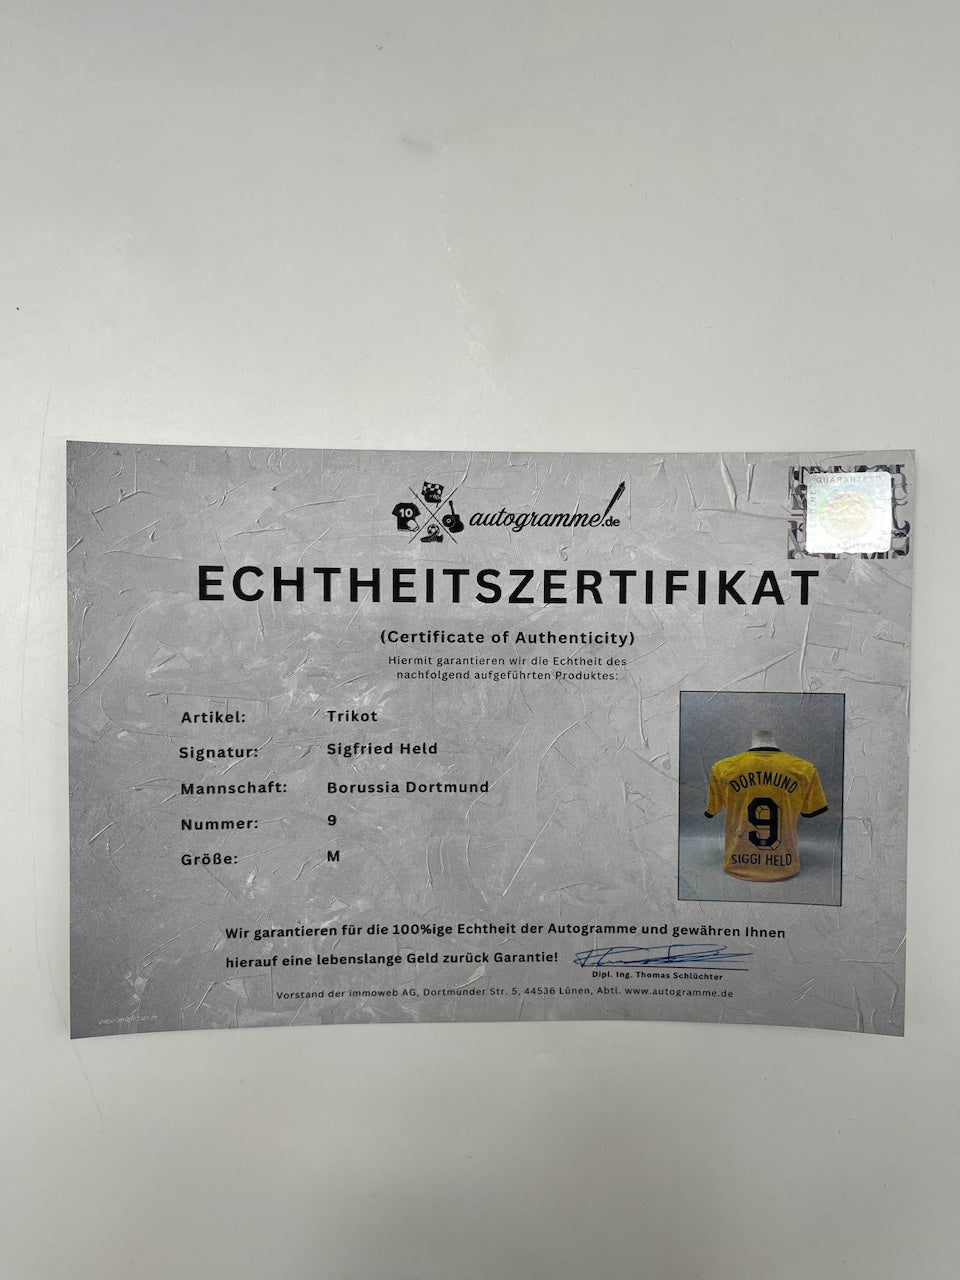 GUARANTEED
10
autogramme.de
ECHTHEITSZERTIFIKAT
(Certificate of Authenticity)
Hiermit garantieren wir die Echtheit des
nachfolgend aufgeführten Produktes:
Artikel: Trikot
Signatur: Sigfried Held
Mannschaft: Borussia Dortmund
Nummer: 9
Größe: M
DORTMUND
9
SIGGI HELD
Wir garantieren für die 100%ige Echtheit der Autogramme und gewähren Ihnen
hierauf eine lebenslange Geld zurück Garantie!
Dipl. Ing. Thomas Schlüchter
Vorstand der immoweb AG, Dortmunder Str. 5, 44536 Lünen, Abtl. www.autogramme.de